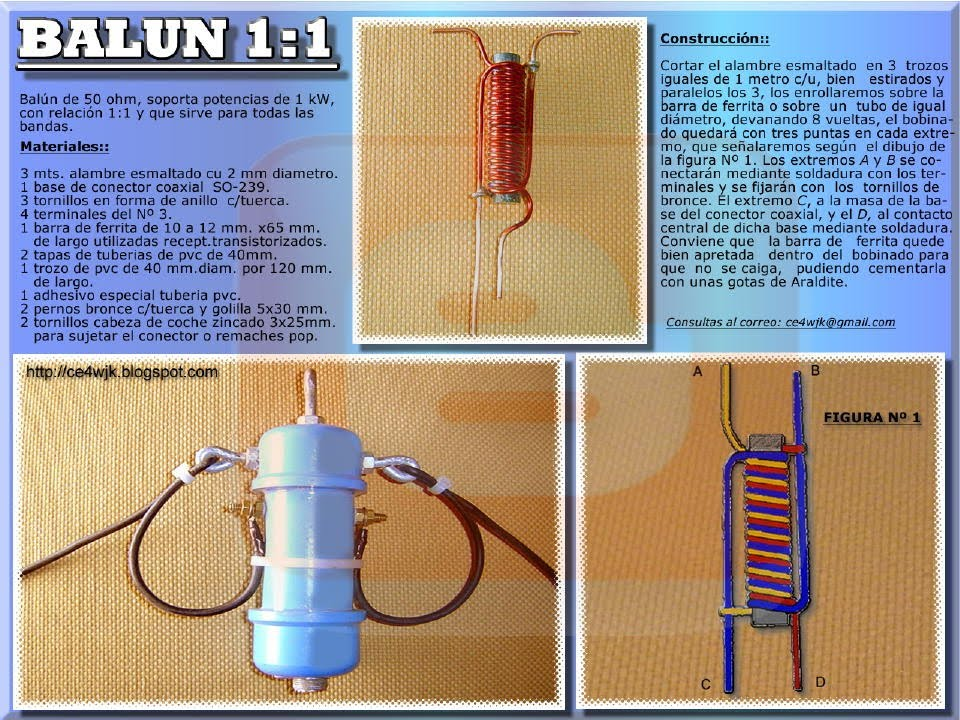 BALUN 1:1
Balún de 50 ohm, soporta potencias de 1 kW,
con relación 1:1 y que sirve para todas las
bandas.
Materiales::
3 mts. alambre esmaltado cu 2 mm diametro.
1 base de conector coaxial SO-239.
3 tornillos en forma de anillo c/tuerca.
4 terminales del Nº 3.
1 barra de ferrita de 10 a 12 mm. x65 mm.
de largo utilizadas recept.transistorizados.
2 tapas de tuberias de pvc de 40mm.
1 trozo de pvc de 40 mm.diam. por 120 mm.
de largo.
1 adhesivo especial tuberia pvc.
2 pernos bronce c/tuerca y golilla 5x30 mm.
2 tornillos cabeza de coche zincado 3x25mm.
para sujetar el conector o remaches pop.
Construcción::
Cortar el alambre esmaltado en 3 trozos
iguales de 1 metro c/u, bien estirados y
paralelos los 3, los enrollaremos sobre la
barra de ferrita o sobre un tubo de igual
diámetro, devanando 8 vueltas, el bobina-
do quedará con tres puntas en cada extre-
mo, que señalaremos según el dibujo de
la figura Nº 1. Los extremos A y B se co-
nectarán mediante soldadura con los ter-
minales y se fijarán con los tornillos de
bronce. El extremo C, a la masa de la ba-
se del conector coaxial, y el D, al contacto
central de dicha base mediante soldadura.
Conviene que la barra de ferrita quede
bien apretada dentro del bobinado para
que no se caiga, pudiendo cementarla
con unas gotas de Araldite.
Consultas al correo: ce4wjk@gmail.com
http://ce4wjk.blogspot.com
A
B
FIGURA Nº 1
C
D